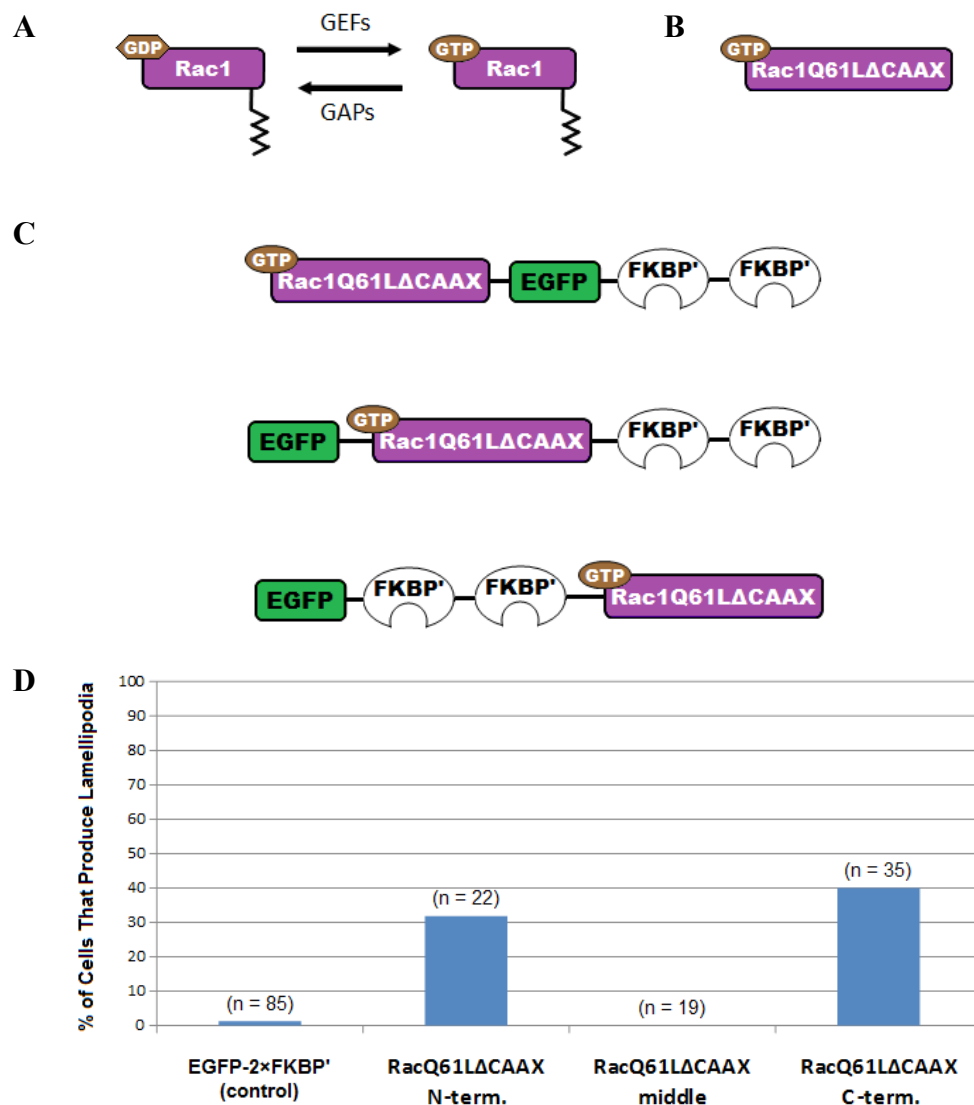 A
GDP
Rac1
GEFs
GAPs
GTP
Rac1
B
GTP
Rac1Q61LΔCAAX
C
GTP
Rac1Q61LΔCAAX
EGFP
FKBP'
FKBP'
EGFP
GTP
Rac1Q61LΔCAAX
FKBP'
FKBP'
EGFP
FKBP'
FKBP'
GTP
Rac1Q61LΔCAAX
D
% of Cells That Produce Lamellipodia
100
90
80
70
60
50
40
30
20
10
0
(n = 85)
(n = 22)
(n = 19)
(n = 35)
EGFP-2×FKBP'
(control)
RacQ61LΔCAAX
N-term.
RacQ61LΔCAAX
middle
RacQ61LΔCAAX
C-term.